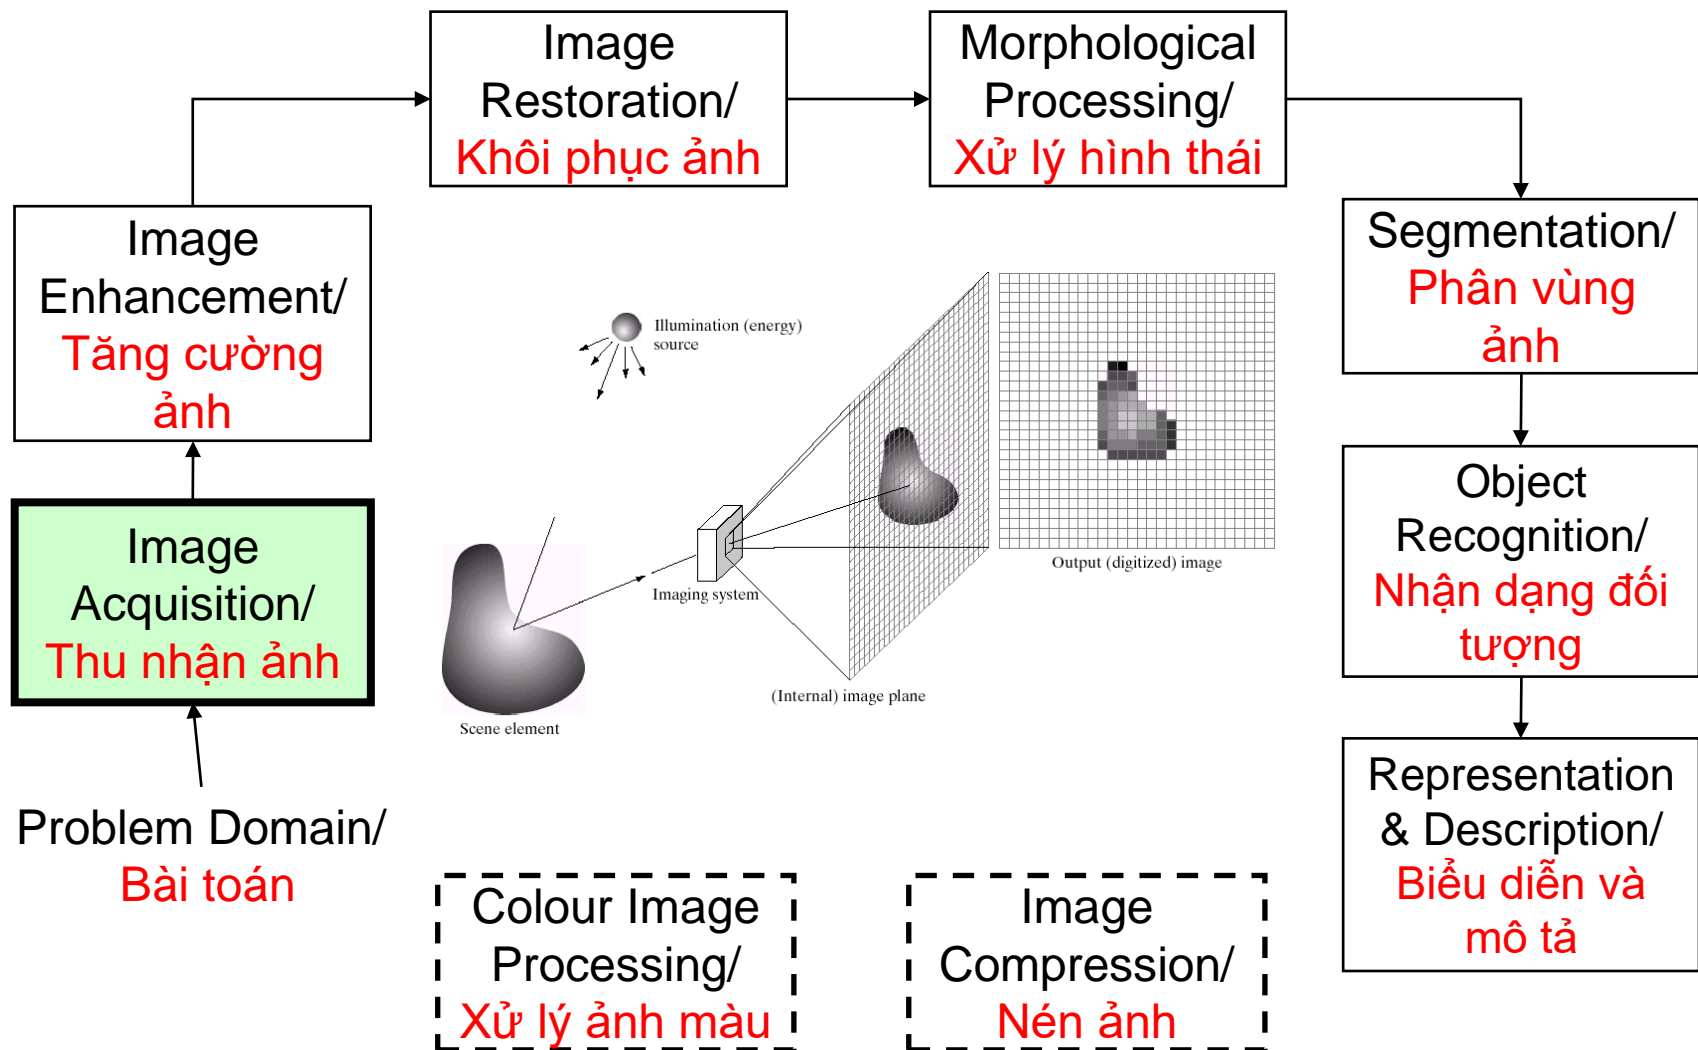 Image
Restoration/
Khôi phục ảnh
Morphological
Processing/
Xử lý hình thái
Image
Enhancement/
Tăng cường
ảnh
Segmentation/
Phân vùng
ảnh
Illumination (energy)
source
Image
Acquisition/
Thu nhận ảnh
Object
Recognition/
Nhận dạng đối
tượng
Output (digitized) image
Imaging system
(Internal) image plane
Scene element
Problem Domain/
Bài toán
Representation
& Description/
Biểu diễn và
mô tả
Colour Image
Processing/
Xử lý ảnh màu
Image
Compression/
Nén ảnh